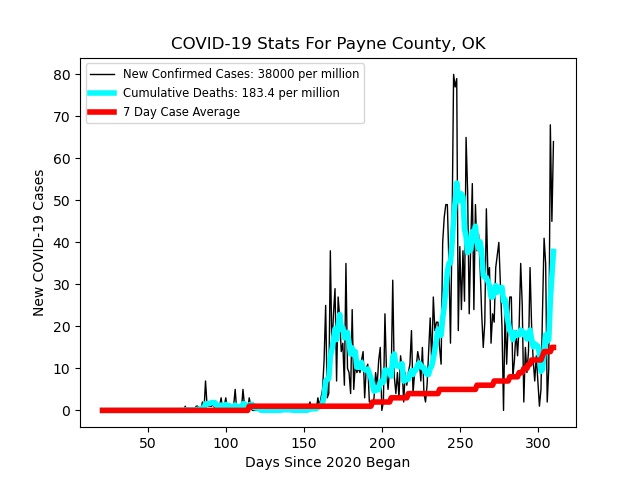 COVID-19 Stats For Payne County, OK
New Confirmed Cases: 38000 per million
Cumulative Deaths: 183.4 per million
7 Day Case Average
80
70
60
50
40
30
20
10
0
New COVID-19 Cases
50 100 150 200 250 300
Days Since 2020 Began